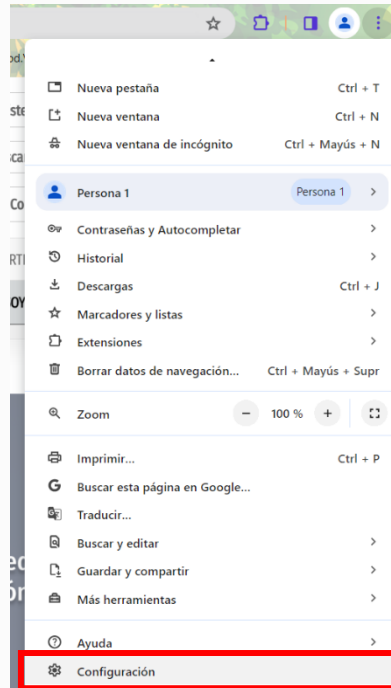 Nueva pestaña Ctrl + T
Nueva ventana Ctrl + N
Nueva ventana de incógnito Ctrl + Mayús + N
Persona 1 Persona 1
Contraseñas y Autocompletar
Historial
Descargas Ctrl + J
Marcadores y listas
Extensiones
Borrar datos de navegación... Ctrl + Mayús + Supr
Zoom - 100 % +
Imprimir... Ctrl + P
Buscar esta página en Google...
Traducir...
Buscar y editar
Guardar y compartir
Más herramientas
Ayuda
Configuración